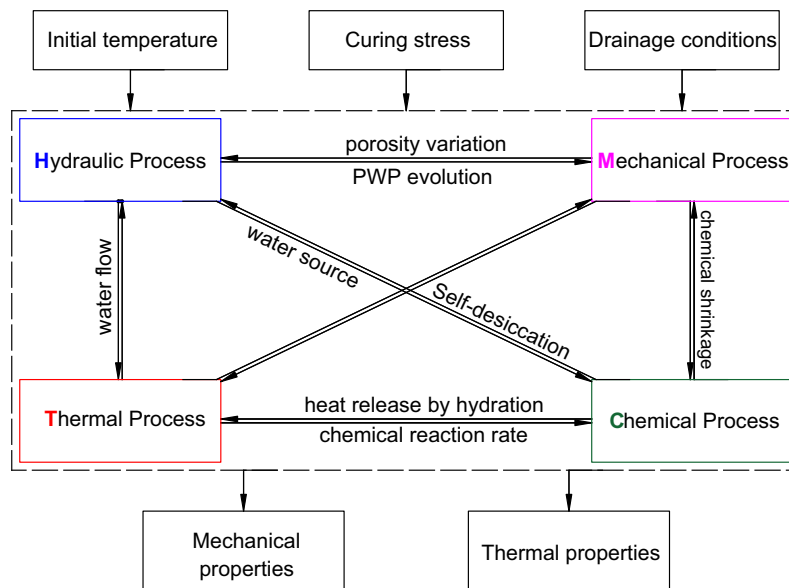 Initial temperature
Curing stress
Drainage conditions
Hydraulic Process
porosity variation
PWP evolution
Mechanical Process
water flow
water source
Self-desiccation
chemical shrinkage
Thermal Process
heat release by hydration
chemical reaction rate
Chemical Process
Mechanical
properties
Thermal properties